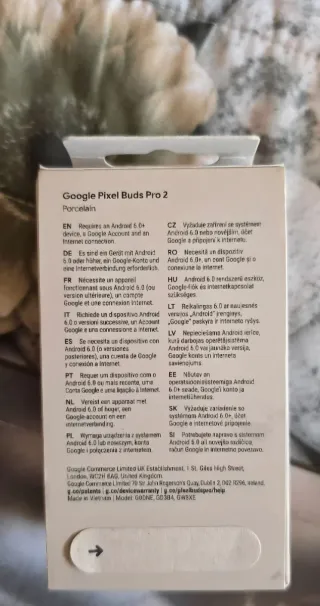 Google Pixel Buds Pro 2
Porcelain
EN Requires an Android 6.0+
device, a Google Account and an
Internet connection.
DE Es sind ein Gerät mit Android
6.0 oder höher, ein Google-Konto und
eine Internetverbindung erforderlich.
FR Nécessite un appareil
fonctionnant sous Android 6.0 (ou
version ultérieure), un compte
Google et une connexion à Internet.
IT Richiede un dispositivo Android
6.0 o versioni successive, un Account
Google e una connessione a Internet.
ES Se necesita un dispositivo con
Android 6.0 (o versiones
posteriores), una cuenta de Google
y conexión a Internet.
PT Requer um dispositivo com o
Android 6.0 ou mais recente, uma
Conta Google e uma ligação à Internet.
NL Vereist een apparaat met
Android 6.0 of hoger, een
Google-account en een
internetverbinding.
PL Wymaga urządzenia z systemem
Android 6.0 lub nowszym, konta
Google i połączenia z internetem.
CZ Vyžaduje zařízení se systémem
Android 6.0 nebo novějším, účet
Google a připojení k internetu.
RO Necesită un dispozitiv
Android 6.0+, un cont Google și o
conexiune la internet.
HU Android 6.0 rendszerű eszköz,
Google-fiók és internetkapcsolat
szükséges.
LT Reikalingas 6.0 ar naujesnės
versijos „Android" įrenginys,
„Google" paskyra ir interneto ryšys.
LV Nepieciešama Android ierīce,
kurā darbojas operētājsistēma
Android 6.0 vai jaunāka versija,
Google konts un interneta
savienojums.
EE Nõutav on
operatsioonisüsteemiga Android
6.0+ seade, Google'i konto ja
internetiühendus.
SK Vyžaduje zariadenie so
systémom Android 6.0+, účet
Google a internetové pripojenie.
SI Potrebujete napravo s sistemom
Android 6.0 ali novejšo različico,
račun Google in internetno povezavo.
Google Commerce Limited UK Establishment, 1 St. Giles High Street,
London, WC2H 8AG, United Kingdom.
Google Commerce Limited 70 Sir John Rogerson's Quay, Dublin 2, D02 R296, Ireland.
g.co/patents | g.co/devicewarranty | g.co/pixelbudspro/help
Made in Vietnam | Model: